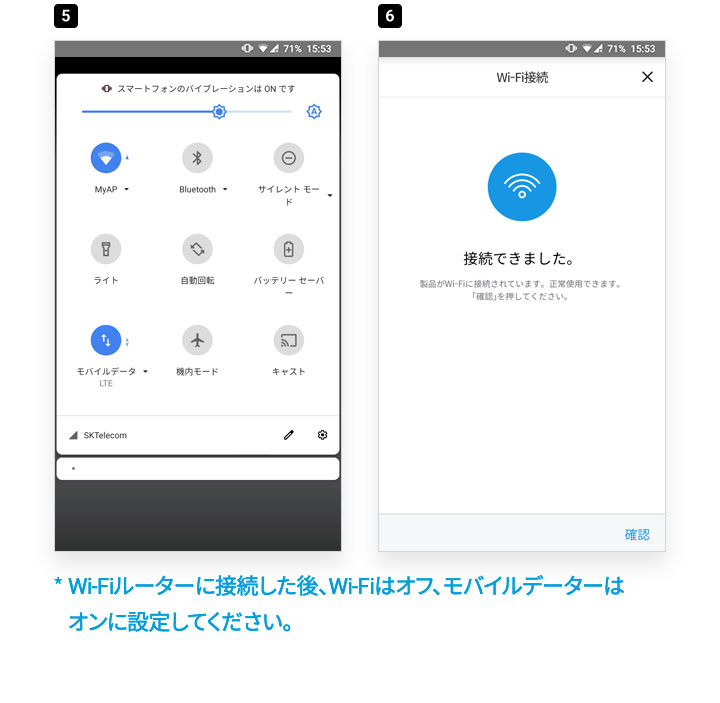 5
71% 15:53
スマートフォンのバイブレーションは ON です
A
MyAP
Bluetooth
サイレント モー
ド
ライト
自動回転
バッテリー セーバ
ー
モバイルデータ
LTE
機内モード
キャスト
SKTelecom
6
71% 15:53
Wi-Fi接続
接続できました。
製品がWi-Fiに接続されています。正常使用できます。
「確認」を押してください。
確認
* Wi-Fiルーターに接続した後、Wi-Fiはオフ、モバイルデーターは
オンに設定してください。